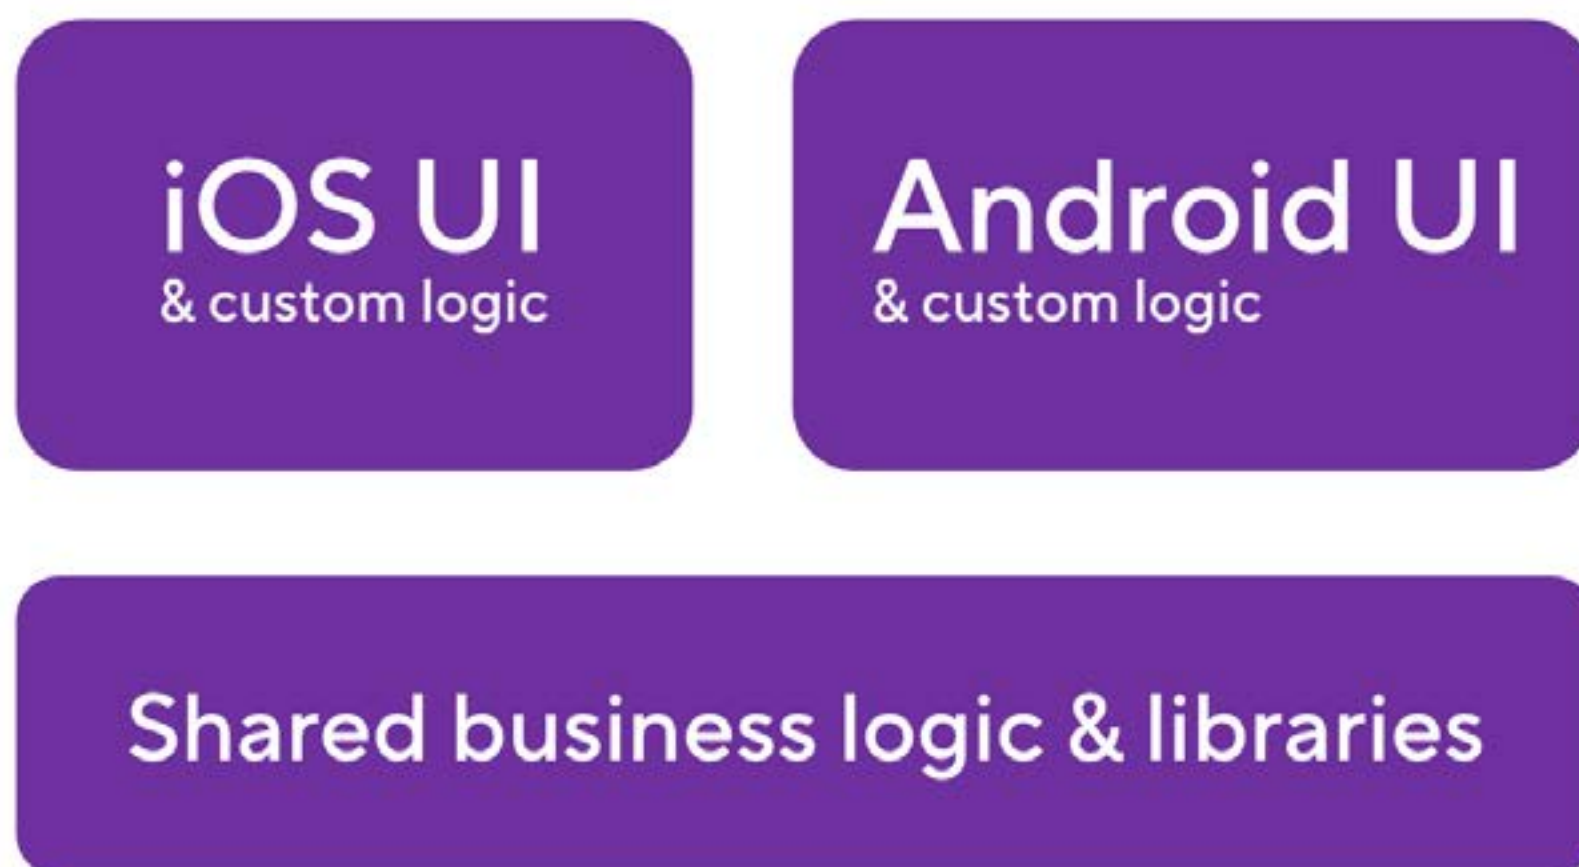 iOS UI
& custom logic
Android UI
& custom logic
Shared business logic & libraries